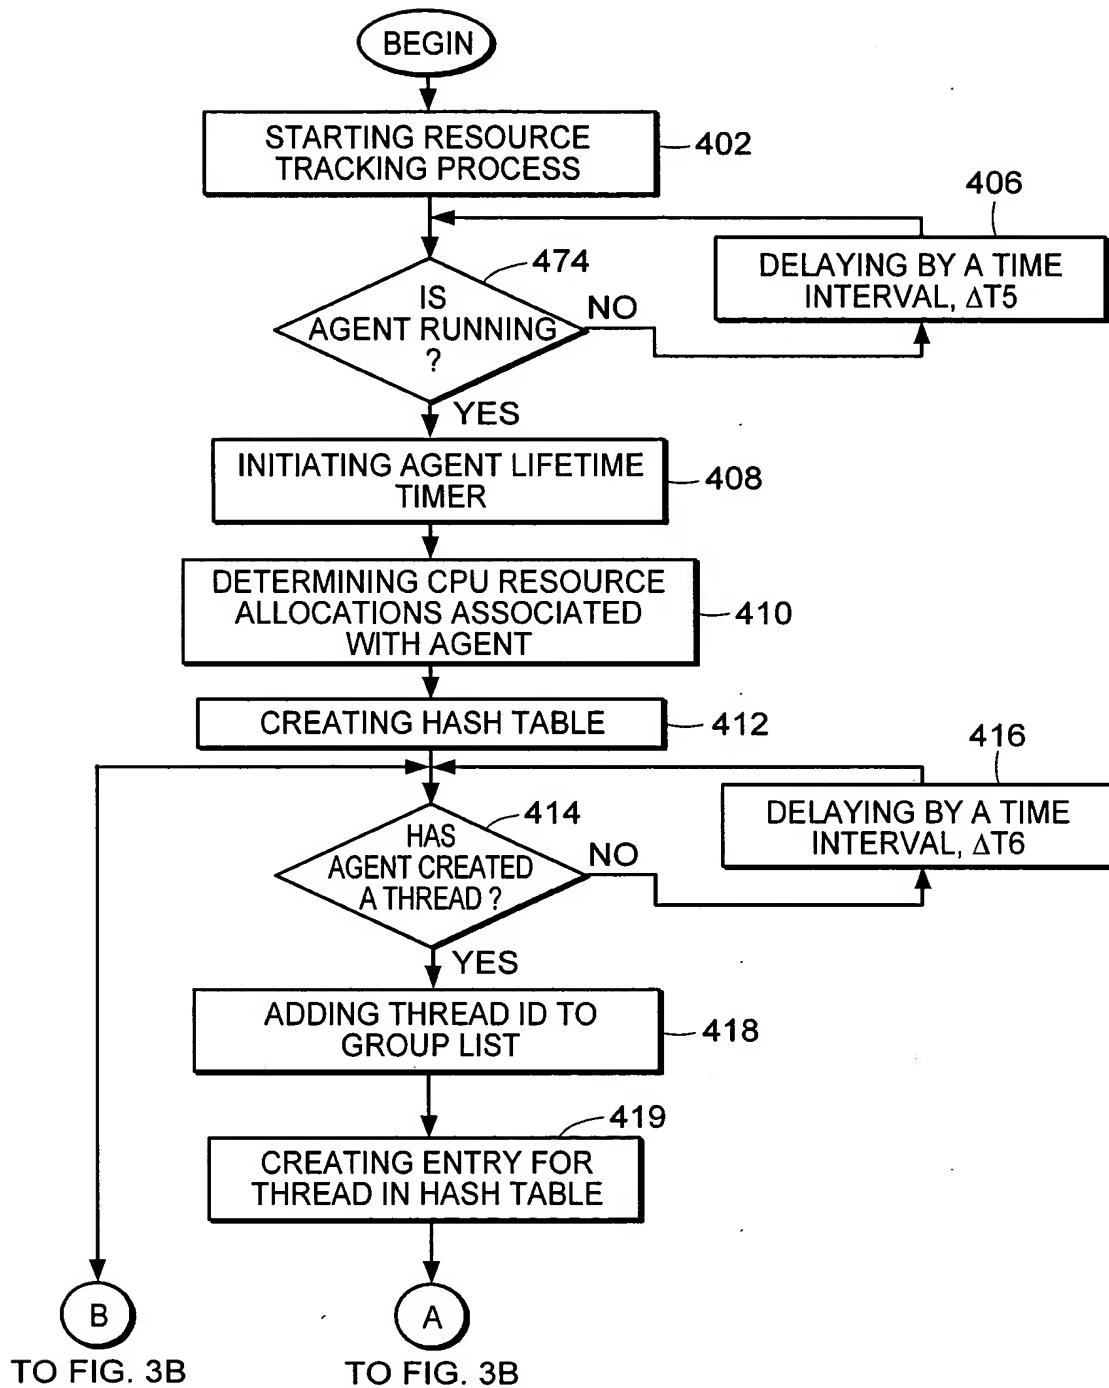 BEGIN
STARTING RESOURCE
TRACKING PROCESS
402
406
DELAYING BY A TIME
INTERVAL, ΔT5
474
IS
AGENT RUNNING
?
NO
YES
INITIATING AGENT LIFETIME
TIMER
408
DETERMINING CPU RESOURCE
ALLOCATIONS ASSOCIATED
WITH AGENT
410
CREATING HASH TABLE
412
416
DELAYING BY A TIME
INTERVAL, ΔT6
414
HAS
AGENT CREATED
A THREAD ?
NO
YES
ADDING THREAD ID TO
GROUP LIST
418
419
CREATING ENTRY FOR
THREAD IN HASH TABLE
B
TO FIG. 3B
A
TO FIG. 3B